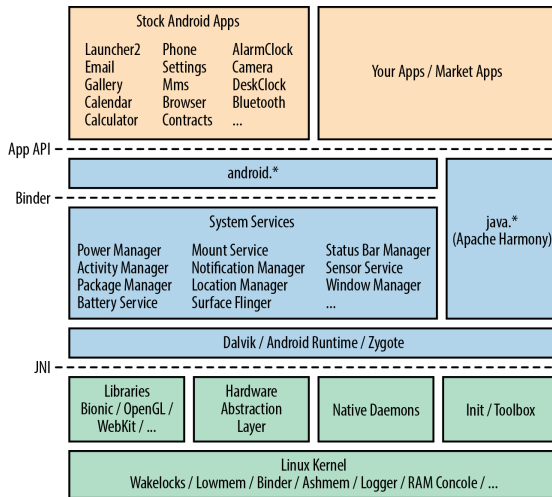 Stock Android Apps
Launcher2 Phone AlarmClock
Email Settings Camera
Gallery Mms DeskClock
Calendar Browser Bluetooth
Calculator Contracts ...
Your Apps / Market Apps
App API
android.*
Binder
java.*
(Apache Harmony)
System Services
Power Manager Mount Service Status Bar Manager
Activity Manager Notification Manager Sensor Service
Package Manager Location Manager Window Manager
Battery Service Surface Flinger ...
Dalvik / Android Runtime / Zygote
JNI
Libraries
Bionic / OpenGL /
WebKit / ...
Hardware
Abstraction
Layer
Native Daemons
Init / Toolbox
Linux Kernel
Wakelocks / Lowmem / Binder / Ashmem / Logger / RAM Concole / ...